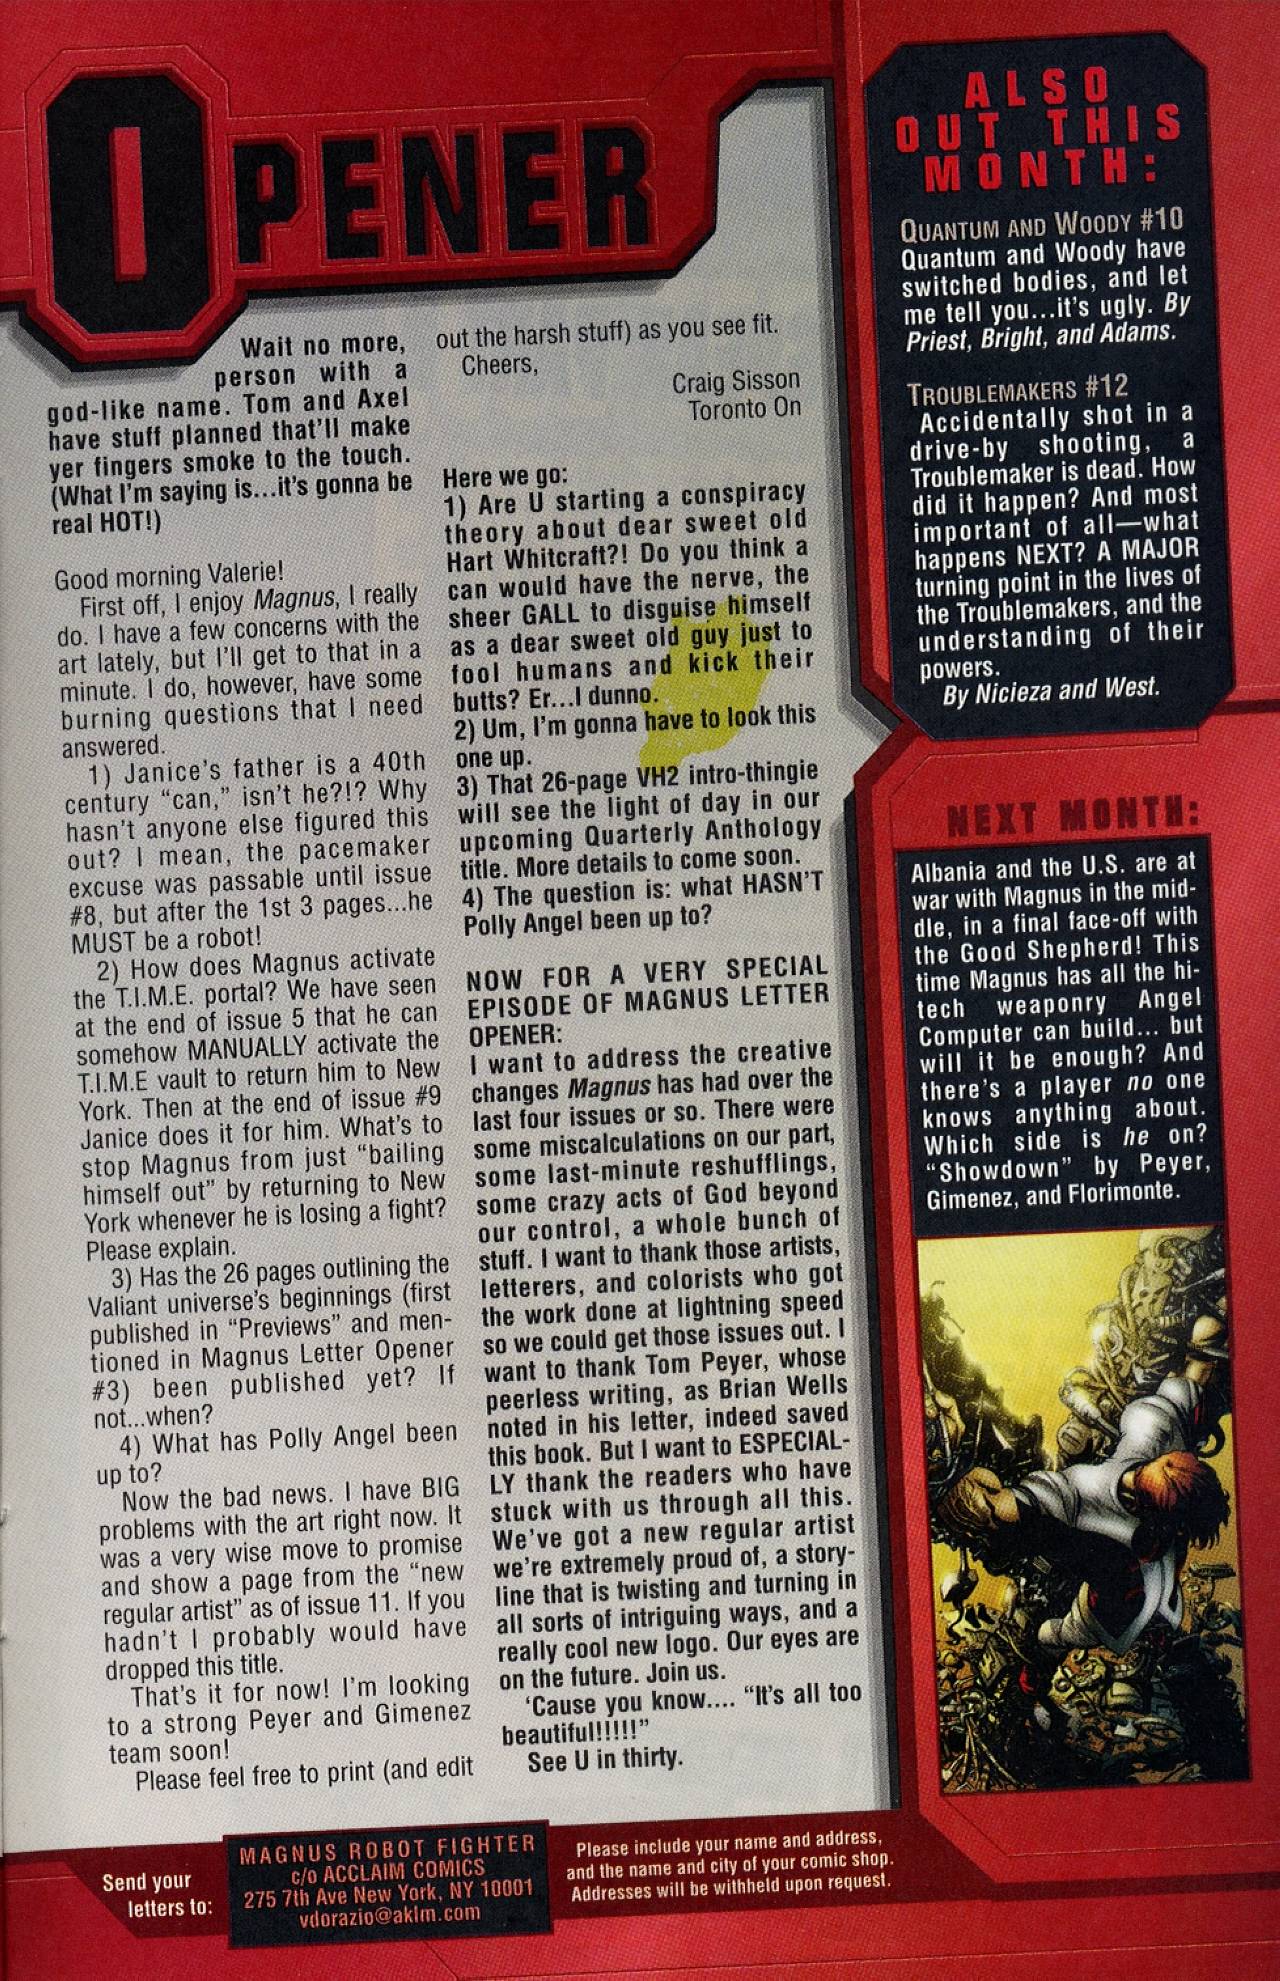 OPENER
Wait no more,
person with a
god-like name. Tom and Axel
have stuff planned that'll make
yer fingers smoke to the touch.
(What I'm saying is...it's gonna be
real HOT!)
Good morning Valerie!
First off, I enjoy Magnus, I really
do. I have a few concerns with the
art lately, but I'll get to that in a
minute. I do, however, have some
burning questions that I need
answered.
1) Janice's father is a 40th
century "can," isn't he?!? Why
hasn't anyone else figured this
out? I mean, the pacemaker
excuse was passable until issue
#8, but after the 1st 3 pages...he
MUST be a robot!
2) How does Magnus activate
the T.I.M.E. portal? We have seen
at the end of issue 5 that he can
somehow MANUALLY activate the
T.I.M.E vault to return him to New
York. Then at the end of issue #9
Janice does it for him. What's to
stop Magnus from just "bailing
himself out" by returning to New
York whenever he is losing a fight?
Please explain.
3) Has the 26 pages outlining the
Valiant universe's beginnings (first
published in "Previews" and men-
tioned in Magnus Letter Opener
#3) been published yet? If
not...when?
4) What has Polly Angel been
up to?
Now the bad news. I have BIG
problems with the art right now. It
was a very wise move to promise
and show a page from the "new
regular artist" as of issue 11. If you
hadn't I probably would have
dropped this title.
That's it for now! I'm looking
to a strong Peyer and Gimenez
team soon!
Please feel free to print (and edit
out the harsh stuff) as you see fit.
Cheers,
Craig Sisson
Toronto On
Here we go:
1) Are U starting a conspiracy
theory about dear sweet old
Hart Whitcraft?! Do you think a
can would have the nerve, the
sheer GALL to disguise himself
as a dear sweet old guy just to
fool humans and kick their
butts? Er...I dunno.
2) Um, I'm gonna have to look this
one up.
3) That 26-page VH2 intro-thingie
will see the light of day in our
upcoming Quarterly Anthology
title. More details to come soon.
4) The question is: what HASN'T
Polly Angel been up to?
NOW FOR A VERY SPECIAL
EPISODE OF MAGNUS LETTER
OPENER:
I want to address the creative
changes Magnus has had over the
last four issues or so. There were
some miscalculations on our part,
some last-minute reshufflings,
some crazy acts of God beyond
our control, a whole bunch of
stuff. I want to thank those artists,
letterers, and colorists who got
the work done at lightning speed
so we could get those issues out. I
want to thank Tom Peyer, whose
peerless writing, as Brian Wells
noted in his letter, indeed saved
this book. But I want to ESPECIAL-
LY thank the readers who have
stuck with us through all this.
We've got a new regular artist
we're extremely proud of, a story-
line that is twisting and turning in
all sorts of intriguing ways, and a
really cool new logo. Our eyes are
on the future. Join us.
'Cause you know.... "It's all too
beautiful!!!!!"
See U in thirty.
ALSO
OUT THIS
MONTH:
QUANTUM AND WOODY #10
Quantum and Woody have
switched bodies, and let
me tell you...it's ugly. By
Priest, Bright, and Adams.
TROUBLEMAKERS #12
Accidentally shot in a
drive-by shooting, a
Troublemaker is dead. How
did it happen? And most
important of all—what
happens NEXT? A MAJOR
turning point in the lives of
the Troublemakers, and the
understanding of their
powers.
By Nicieza and West.
NEXT MONTH:
Albania and the U.S. are at
war with Magnus in the mid-
dle, in a final face-off with
the Good Shepherd! This
time Magnus has all the hi-
tech weaponry Angel
Computer can build... but
will it be enough? And
there's a player no one
knows anything about.
Which side is he on?
"Showdown" by Peyer,
Gimenez, and Florimonte.
Send your
letters to:
MAGNUS ROBOT FIGHTER
c/o ACCLAIM COMICS
275 7th Ave New York, NY 10001
vdorazio@aklm.com
Please include your name and address,
and the name and city of your comic shop.
Addresses will be withheld upon request.